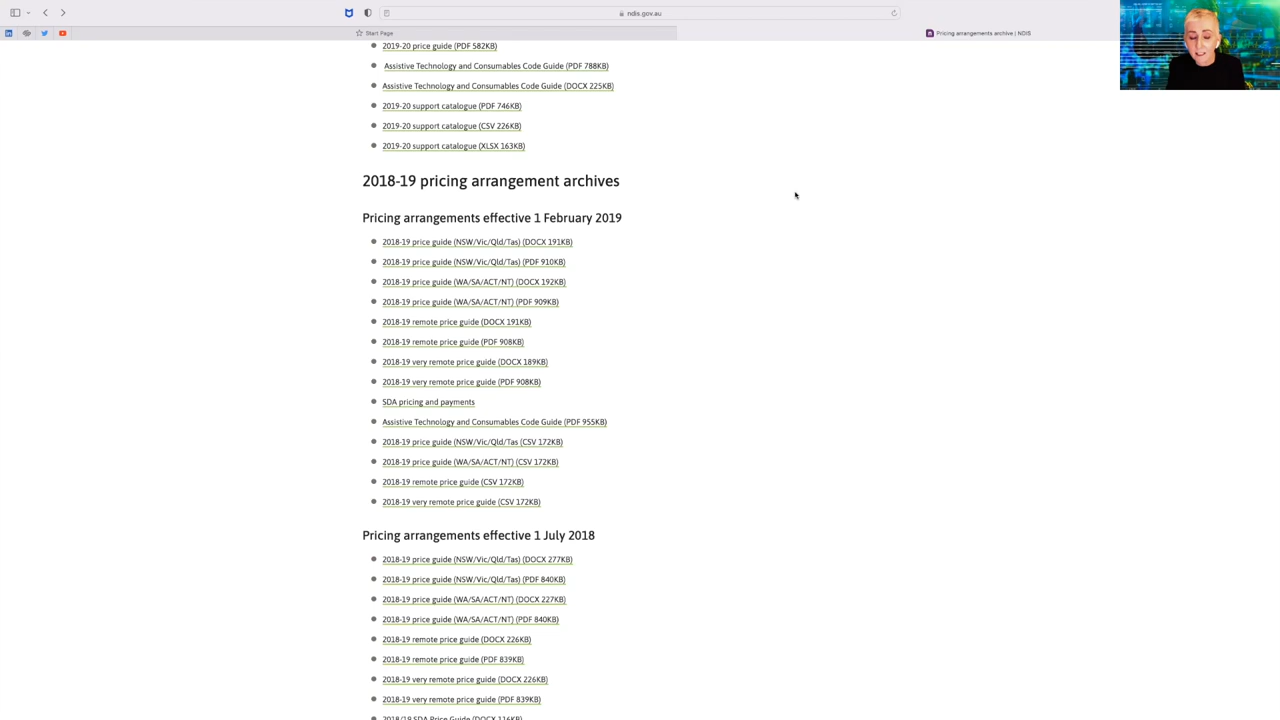 ndis.gov.au
Start Page
Pricing arrangements archive | NDIS
2019-20 price guide (PDF 582KB)
Assistive Technology and Consumables Code Guide (PDF 788KB)
Assistive Technology and Consumables Code Guide (DOCX 225KB)
2019-20 support catalogue (PDF 746KB)
2019-20 support catalogue (CSV 226KB)
2019-20 support catalogue (XLSX 163KB)
2018-19 pricing arrangement archives
Pricing arrangements effective 1 February 2019
2018-19 price guide (NSW/Vic/Qld/Tas) (DOCX 191KB)
2018-19 price guide (NSW/Vic/Qld/Tas) (PDF 910KB)
2018-19 price guide (WA/SA/ACT/NT) (DOCX 192KB)
2018-19 price guide (WA/SA/ACT/NT) (PDF 909KB)
2018-19 remote price guide (DOCX 191KB)
2018-19 remote price guide (PDF 908KB)
2018-19 very remote price guide (DOCX 189KB)
2018-19 very remote price guide (PDF 908KB)
SDA pricing and payments
Assistive Technology and Consumables Code Guide (PDF 955KB)
2018-19 price guide (NSW/Vic/Qld/Tas (CSV 172KB)
2018-19 price guide (WA/SA/ACT/NT) (CSV 172KB)
2018-19 remote price guide (CSV 172KB)
2018-19 very remote price guide (CSV 172KB)
Pricing arrangements effective 1 July 2018
2018-19 price guide (NSW/Vic/Qld/Tas) (DOCX 277KB)
2018-19 price guide (NSW/Vic/Qld/Tas) (PDF 840KB)
2018-19 price guide (WA/SA/ACT/NT) (DOCX 227KB)
2018-19 price guide (WA/SA/ACT/NT) (PDF 840KB)
2018-19 remote price guide (DOCX 226KB)
2018-19 remote price guide (PDF 839KB)
2018-19 very remote price guide (DOCX 226KB)
2018-19 very remote price guide (PDF 839KB)
2018/19 SDA Price Guide (DOCX 116KB)